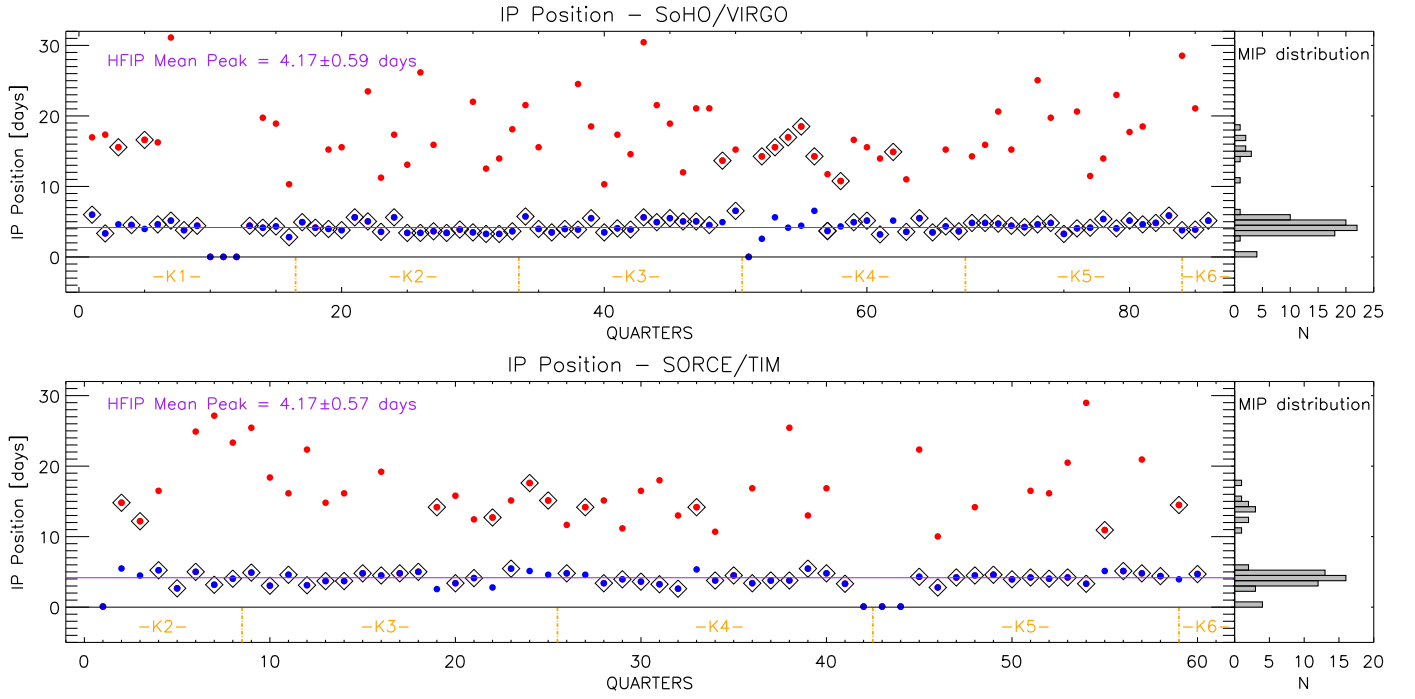 IP Position − SoHO/VIRGO
30
20
10
0
IP Position [days]
HFIP Mean Peak = 4.17±0.59 days
−K1−
−K2−
−K3−
−K4−
−K5−
−K6−
0
20
40
60
80
QUARTERS
MIP distribution
0 5 10 15 20 25
N
IP Position − SORCE/TIM
30
20
10
0
IP Position [days]
HFIP Mean Peak = 4.17±0.57 days
−K2−
−K3−
−K4−
−K5−
−K6−
0
10
20
30
40
50
60
QUARTERS
MIP distribution
0 5 10 15 20
N